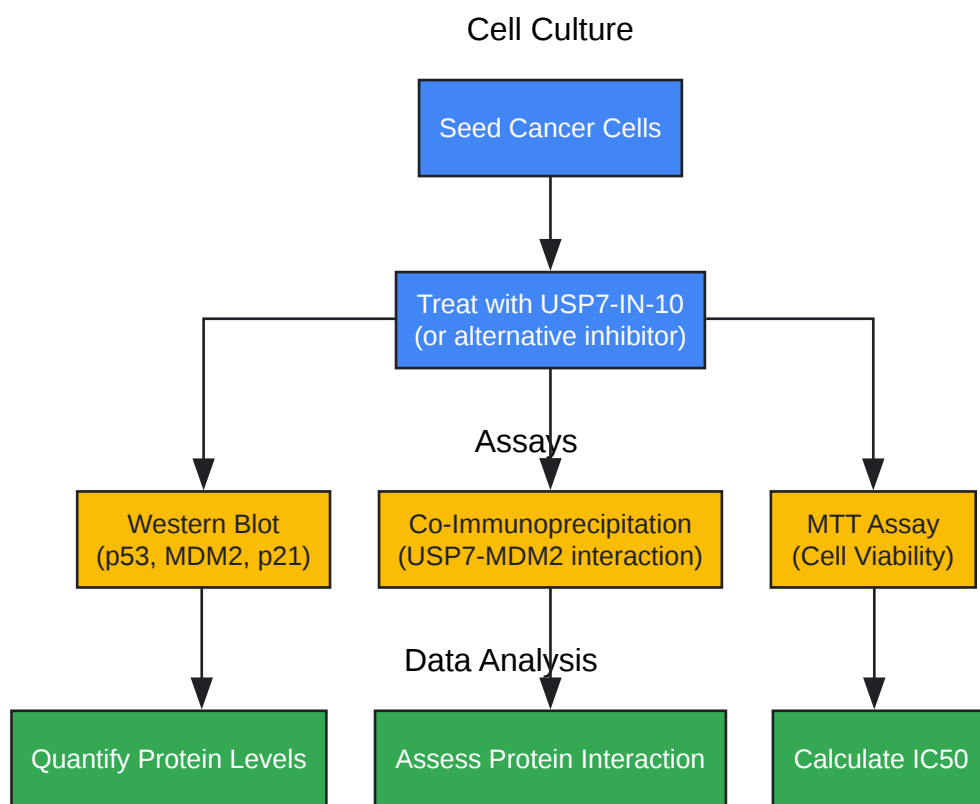 Cell Culture
Seed Cancer Cells
Treat with USP7-IN-10
(or alternative inhibitor)
Assays
Western Blot
(p53, MDM2, p21)
Co-Immunoprecipitation
(USP7-MDM2 interaction)
MTT Assay
(Cell Viability)
Data Analysis
Quantify Protein Levels
Assess Protein Interaction
Calculate IC50